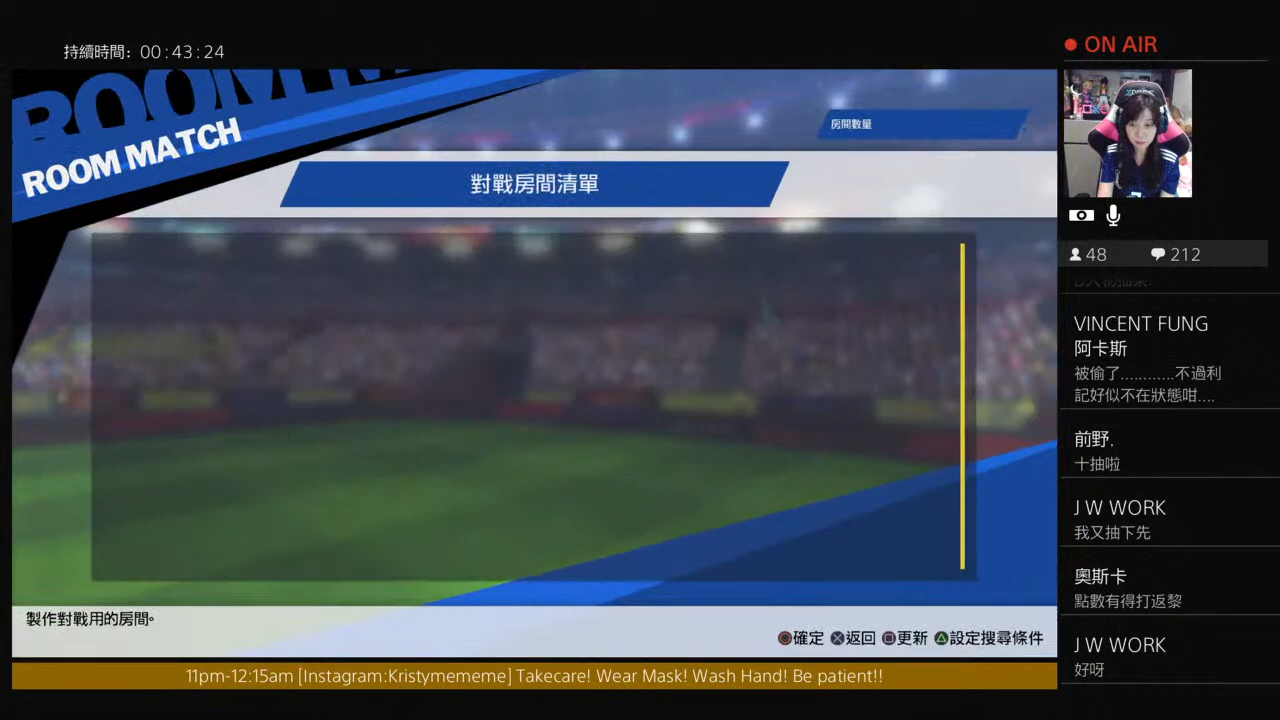 持續時間: 00:43:24
ON AIR
ROOM MATCH
ROOM MATCH
房間數量
對戰房間清單
48
212
VINCENT FUNG
阿卡斯
被偷了............不過利
記好似不在狀態咁....
前野.
十抽啦
J W WORK
我又抽下先
奧斯卡
點數有得打返黎
J W WORK
好呀
製作對戰用的房間。
確定 返回 更新 設定搜尋條件
11pm-12:15am [Instagram:Kristymememe] Takecare! Wear Mask! Wash Hand! Be patient!!